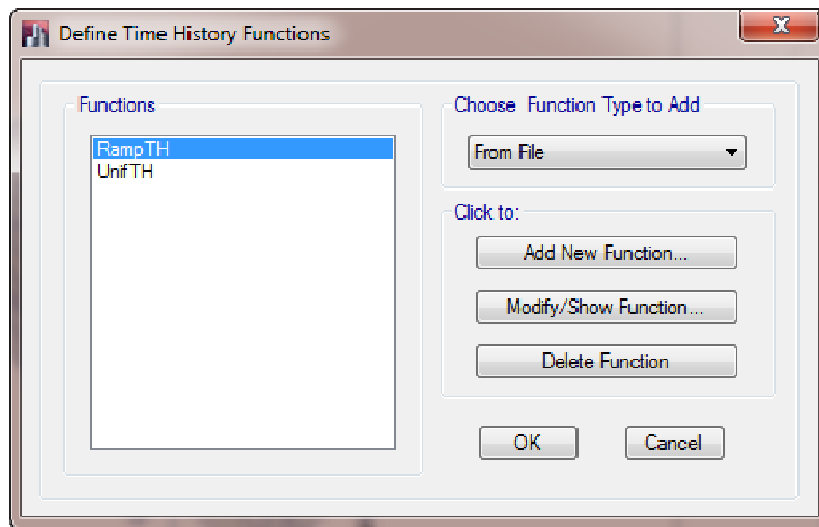 Define Time History Functions
Functions
RampTH
UnifTH
Choose Function Type to Add
From File
Click to:
Add New Function...
Modify/Show Function...
Delete Function
OK
Cancel